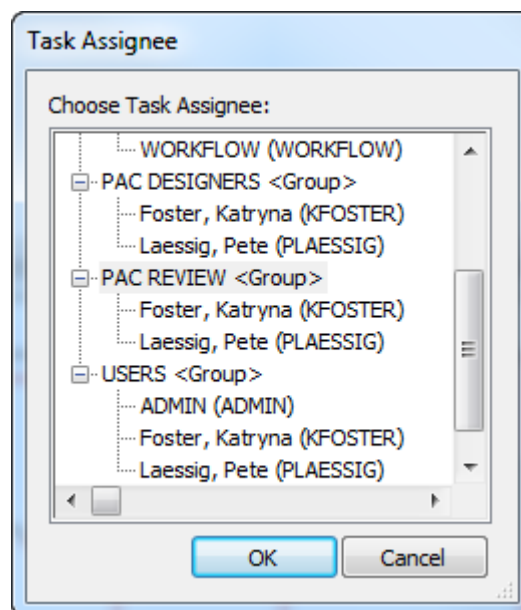 Task Assignee
Choose Task Assignee:
WORKFLOW (WORKFLOW)
PAC DESIGNERS <Group>
Foster, Katryna (KFOSTER)
Laessig, Pete (PLAESSIG)
PAC REVIEW <Group>
Foster, Katryna (KFOSTER)
Laessig, Pete (PLAESSIG)
USERS <Group>
ADMIN (ADMIN)
Foster, Katryna (KFOSTER)
Laessig, Pete (PLAESSIG)
OK Cancel